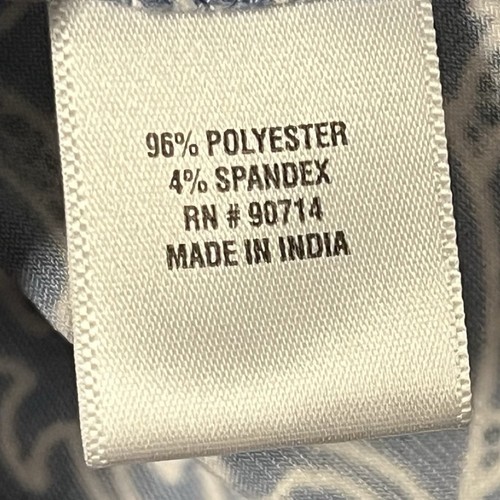 96% POLYESTER
4% SPANDEX
RN # 90714
MADE IN INDIA